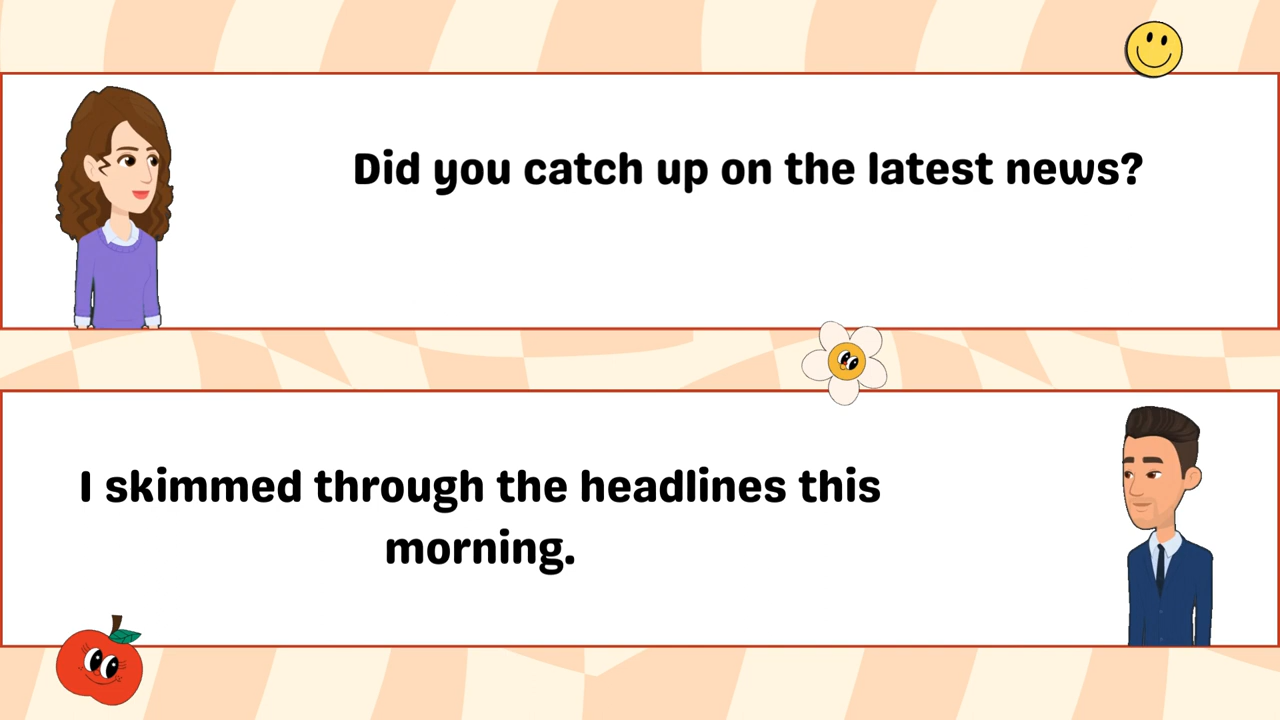 Did you catch up on the latest news?
I skimmed through the headlines this
morning.